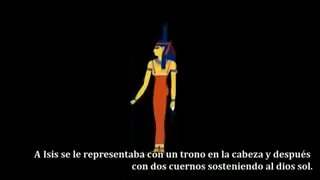 A Isis se le representaba con un trono en la cabeza y después
con dos cuernos sosteniendo al dios sol.